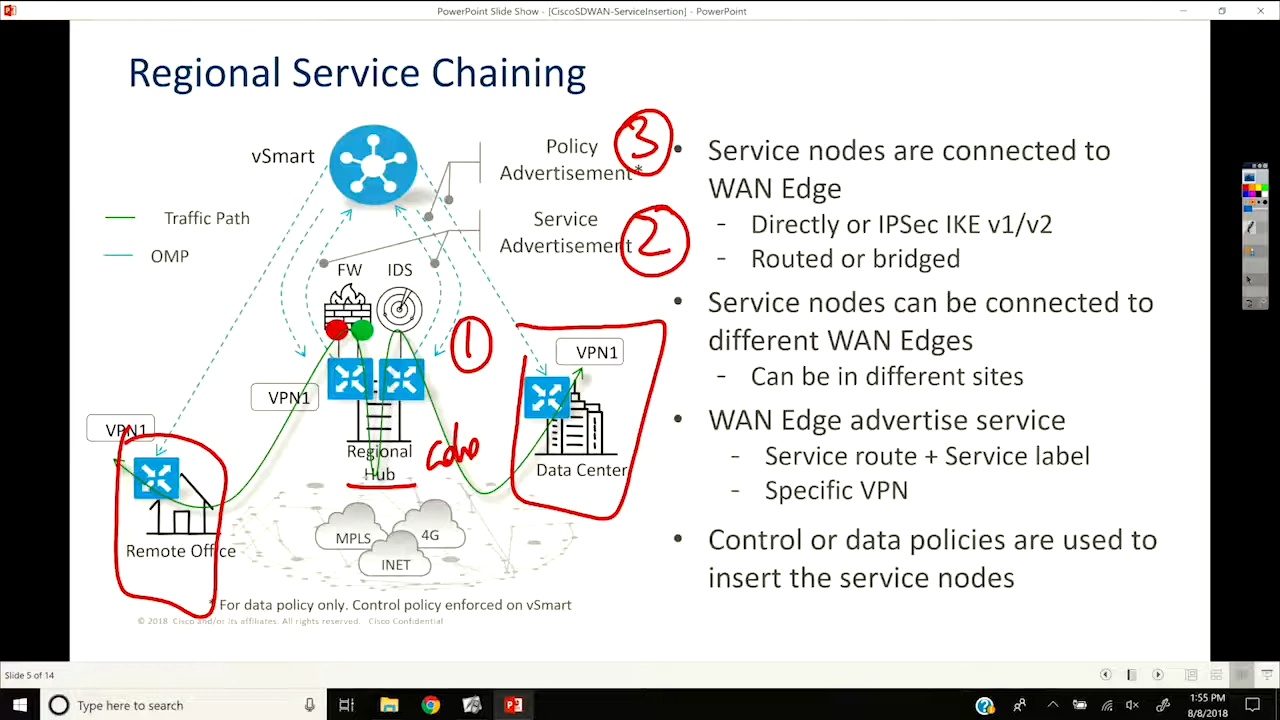 PowerPoint Slide Show - [CiscoSDWAN-ServiceInsertion] - PowerPoint
Regional Service Chaining
vSmart
Policy
Advertisement*
3
Service
Advertisement
2
Traffic Path
OMP
FW
IDS
1
VPN1
VPN1
VPN1
Regional
Hub
Data Center
Remote Office
MPLS
4G
INET
* For data policy only. Control policy enforced on vSmart
© 2018 Cisco and/or its affiliates. All rights reserved. Cisco Confidential
• Service nodes are connected to
WAN Edge
- Directly or IPSec IKE v1/v2
- Routed or bridged
• Service nodes can be connected to
different WAN Edges
- Can be in different sites
• WAN Edge advertise service
- Service route + Service label
- Specific VPN
• Control or data policies are used to
insert the service nodes
Slide 5 of 14
Type here to search
1:55 PM
8/8/2018